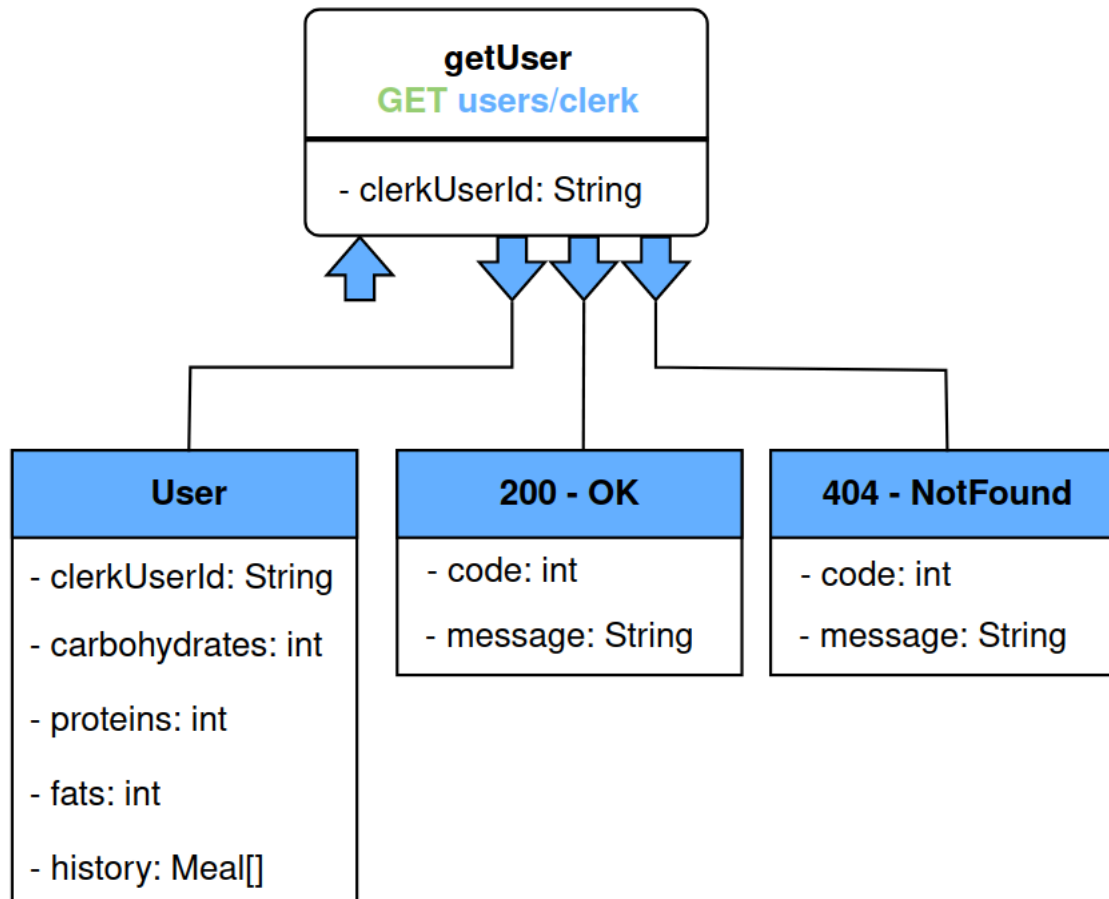 getUser
GET users/clerk
- clerkUserId: String
User
- clerkUserId: String
- carbohydrates: int
- proteins: int
- fats: int
- history: Meal[]
200 - OK
- code: int
- message: String
404 - NotFound
- code: int
- message: String